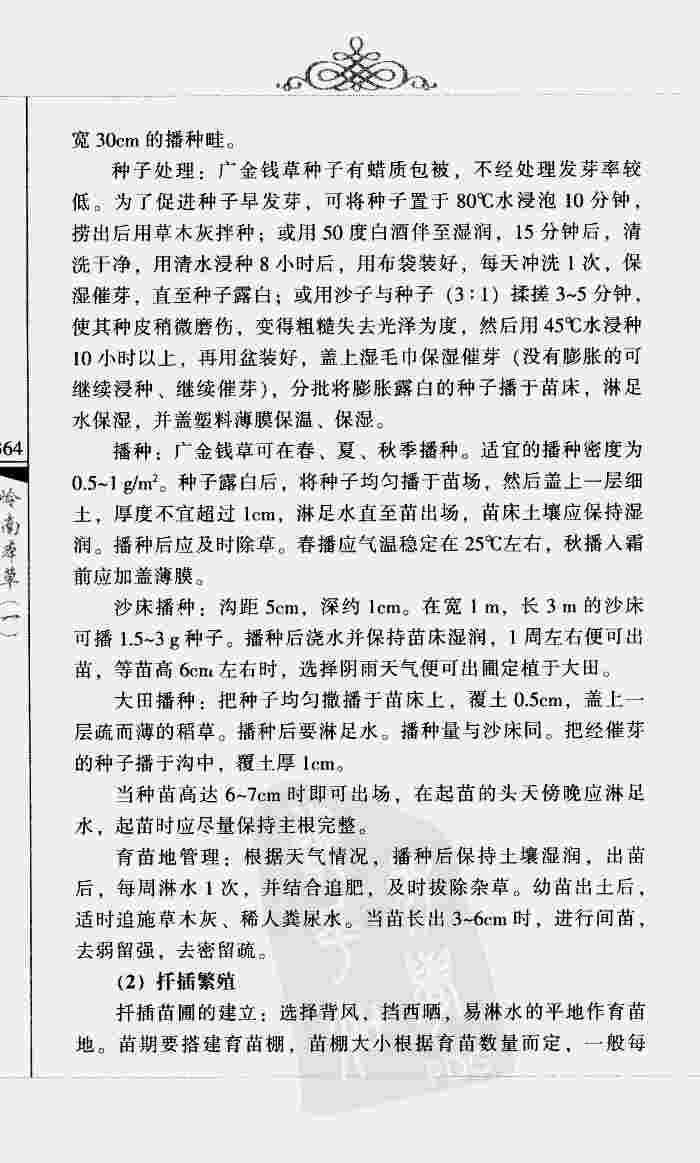 宽 30cm 的播种畦。
种子处理：广金钱草种子有蜡质包被，不经处理发芽率较
低。为了促进种子早发芽，可将种子置于 80℃水浸泡 10 分钟，
捞出后用草木灰拌种；或用 50 度白酒伴至湿润，15 分钟后，清
洗干净，用清水浸种 8 小时后，用布袋装好，每天冲洗 1 次，保
湿催芽，直至种子露白；或用沙子与种子（3∶1）揉搓 3~5 分钟，
使其种皮稍微磨伤，变得粗糙失去光泽为度，然后用 45℃水浸种
10 小时以上，再用盆装好，盖上湿毛巾保湿催芽（没有膨胀的可
继续浸种、继续催芽），分批将膨胀露白的种子播于苗床，淋足
水保湿，并盖塑料薄膜保温、保湿。
播种：广金钱草可在春、夏、秋季播种。适宜的播种密度为
0.5~1 g/m²。种子露白后，将种子均匀播于苗场，然后盖上一层细
土，厚度不宜超过 1cm，淋足水直至苗出场，苗床土壤应保持湿
润。播种后应及时除草。春播应气温稳定在 25℃左右，秋播入霜
前应加盖薄膜。
沙床播种：沟距 5cm，深约 1cm。在宽 1 m，长 3 m 的沙床
可播 1.5~3 g 种子。播种后浇水并保持苗床湿润，1 周左右便可出
苗，等苗高 6cm 左右时，选择阴雨天气便可出圃定植于大田。
大田播种：把种子均匀撒播于苗床上，覆土 0.5cm，盖上一
层疏而薄的稻草。播种后要淋足水。播种量与沙床同。把经催芽
的种子播于沟中，覆土厚 1cm。
当种苗高达 6~7cm 时即可出场，在起苗的头天傍晚应淋足
水，起苗时应尽量保持主根完整。
育苗地管理：根据天气情况，播种后保持土壤湿润，出苗
后，每周淋水 1 次，并结合追肥，及时拔除杂草。幼苗出土后，
适时追施草木灰、稀人粪尿水。当苗长出 3~6cm 时，进行间苗，
去弱留强，去密留疏。
（2）扦插繁殖
扦插苗圃的建立：选择背风，挡西晒，易淋水的平地作育苗
地。苗期要搭建育苗棚，苗棚大小根据育苗数量而定，一般每
64
岭南春草（一）